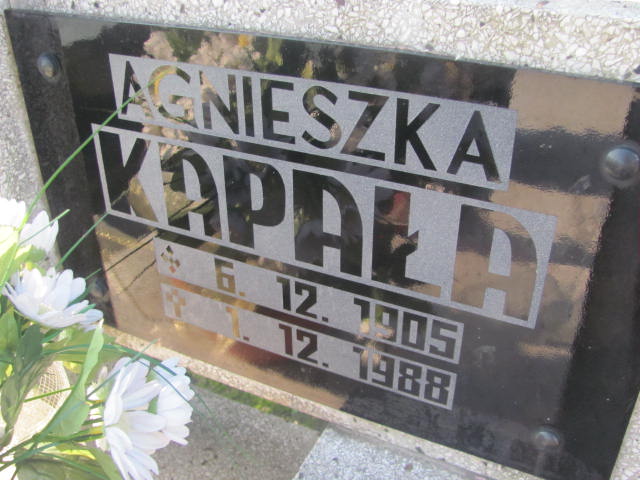 AGNIESZKA
KAPAŁA
6. 12. 1905
✝ 1. 12. 1988